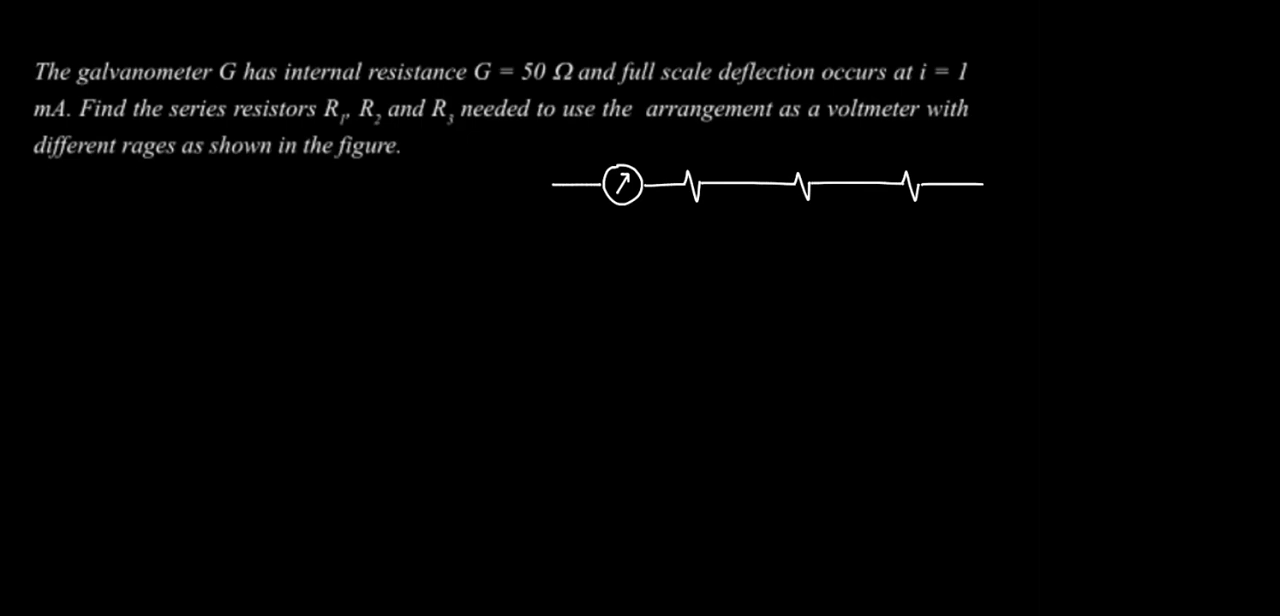 The galvanometer G has internal resistance G = 50 Ω and full scale deflection occurs at i = 1
mA. Find the series resistors R₁, R₂ and R₃ needed to use the arrangement as a voltmeter with
different rages as shown in the figure.